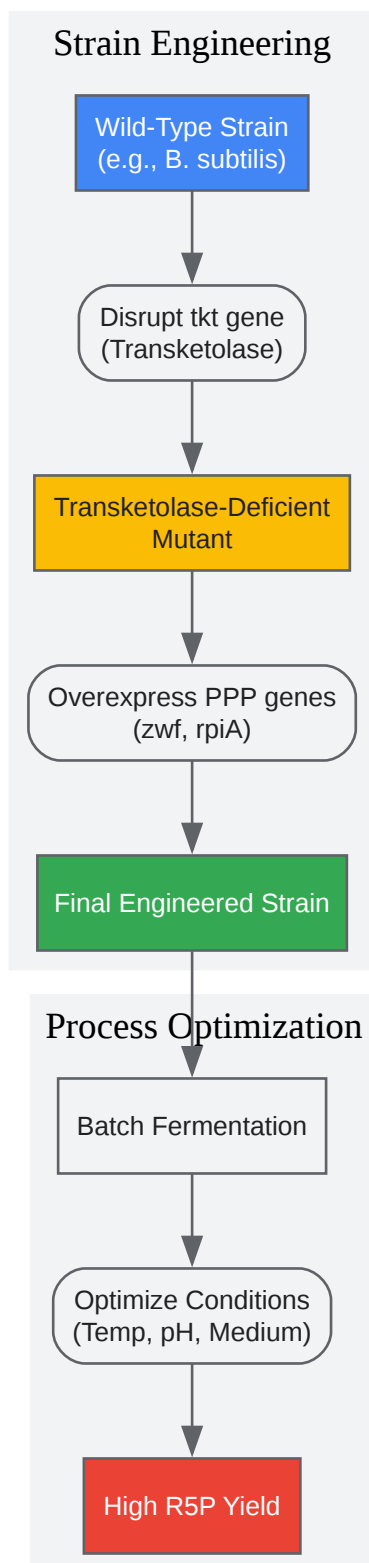 Strain Engineering
Wild-Type Strain
(e.g., B. subtilis)
Disrupt tkt gene
(Transketolase)
Transketolase-Deficient
Mutant
Overexpress PPP genes
(zwf, rpiA)
Final Engineered Strain
Process Optimization
Batch Fermentation
Optimize Conditions
(Temp, pH, Medium)
High R5P Yield